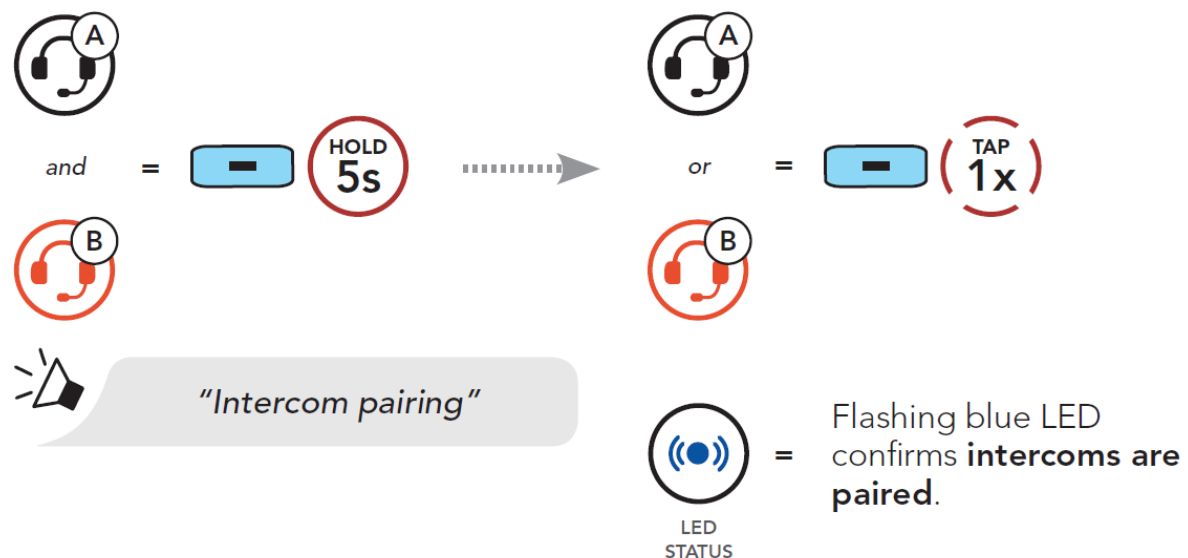 A
and
=
HOLD
5s
B
"Intercom pairing"
A
or
=
TAP
1x
B
LED
STATUS
=
Flashing blue LED
confirms intercoms are
paired.